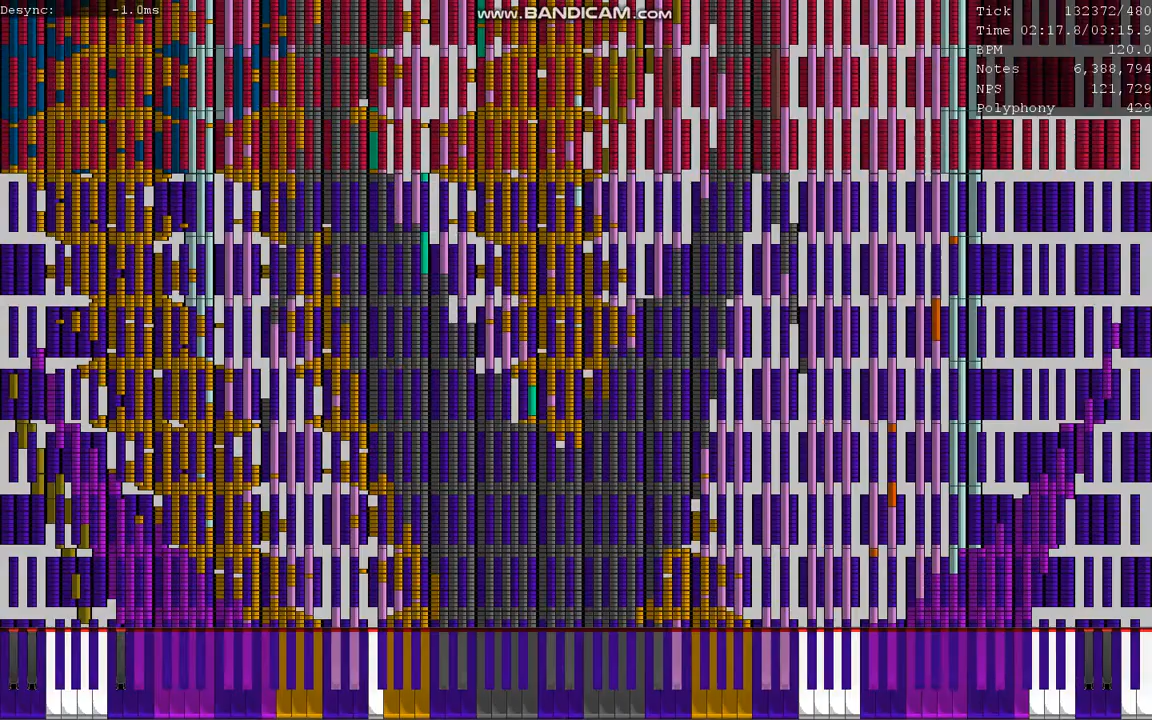 Desync: -1.0ms
www.BANDICAM.com
Tick 132372/480
Time 02:17.8/03:15.9
BPM 120.0
Notes 6,388,794
NPS 121,729
Polyphony 429